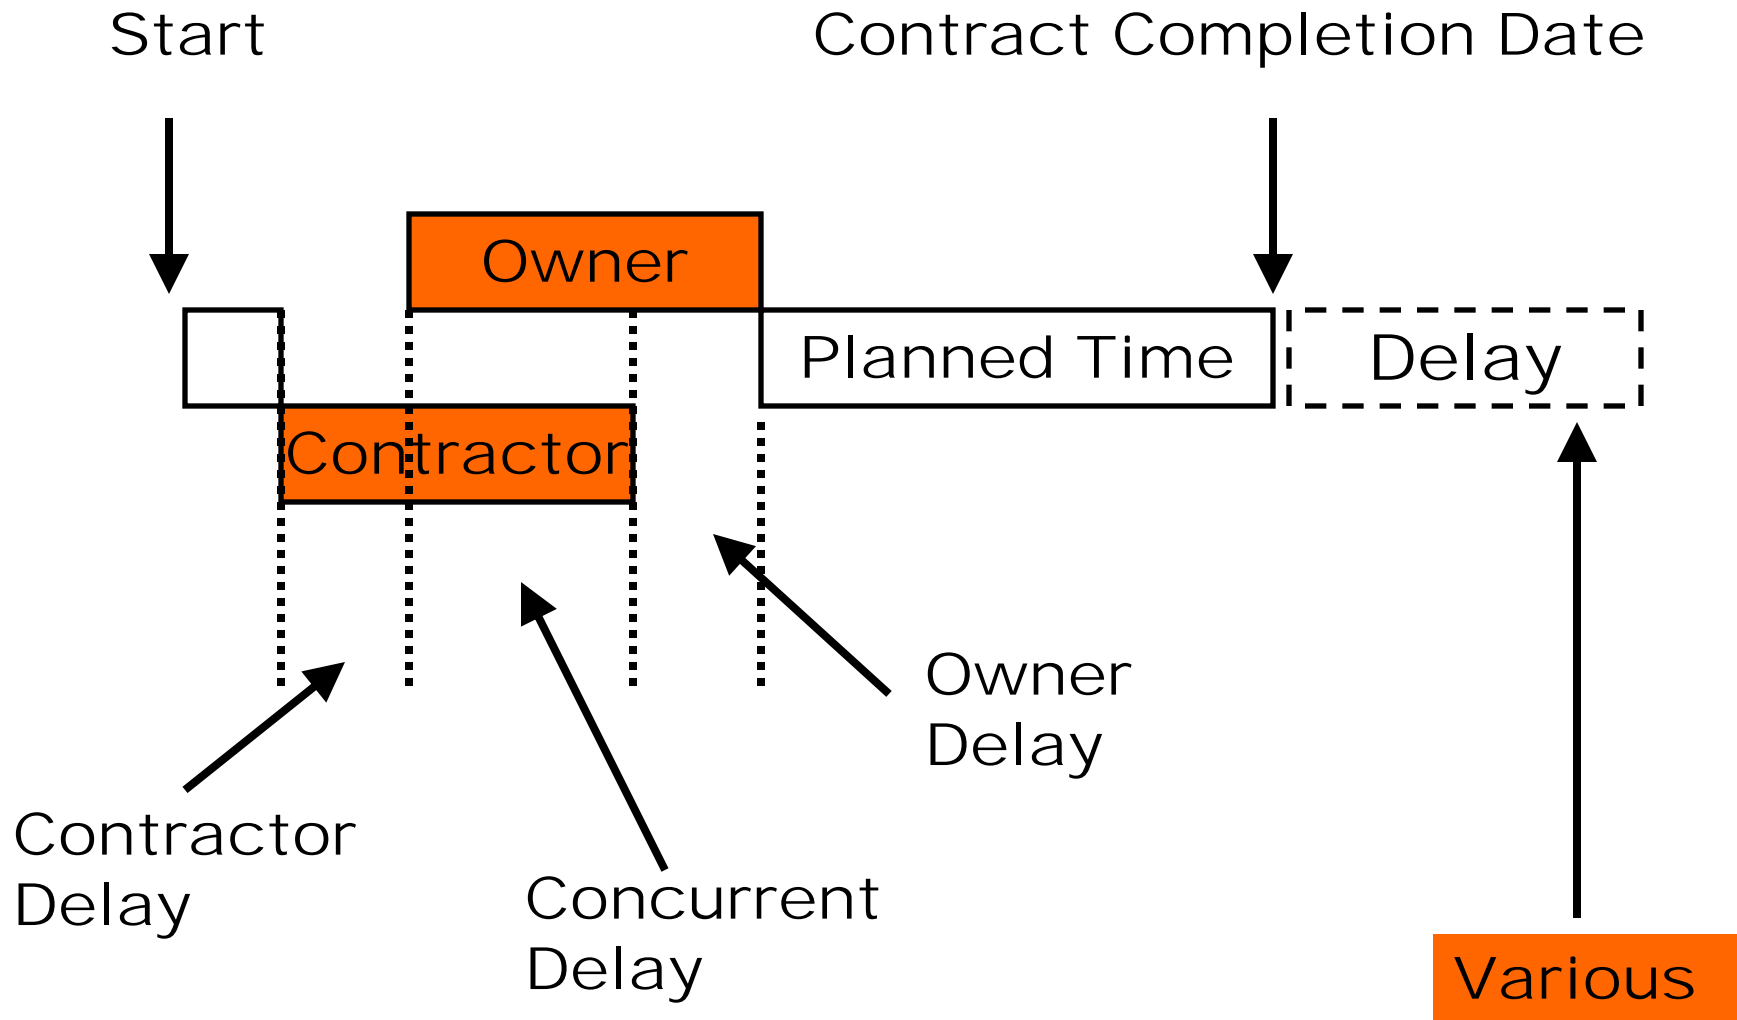 Start
Contract Completion Date
Owner
Planned Time
Delay
Contractor
Owner
Delay
Contractor
Delay
Concurrent
Delay
Various